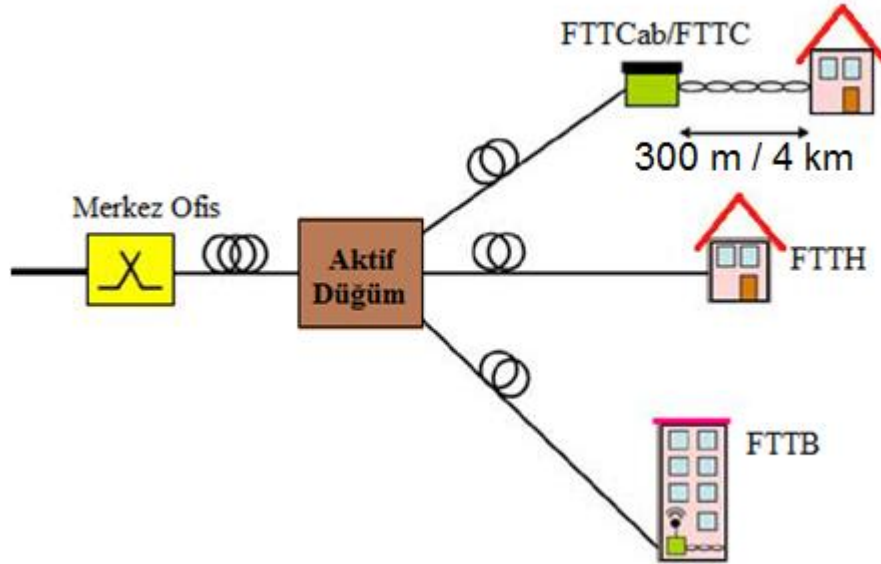 FTTCab/FTTC
300 m / 4 km
Merkez Ofis
Aktif
Düğüm
FTTH
FTTB